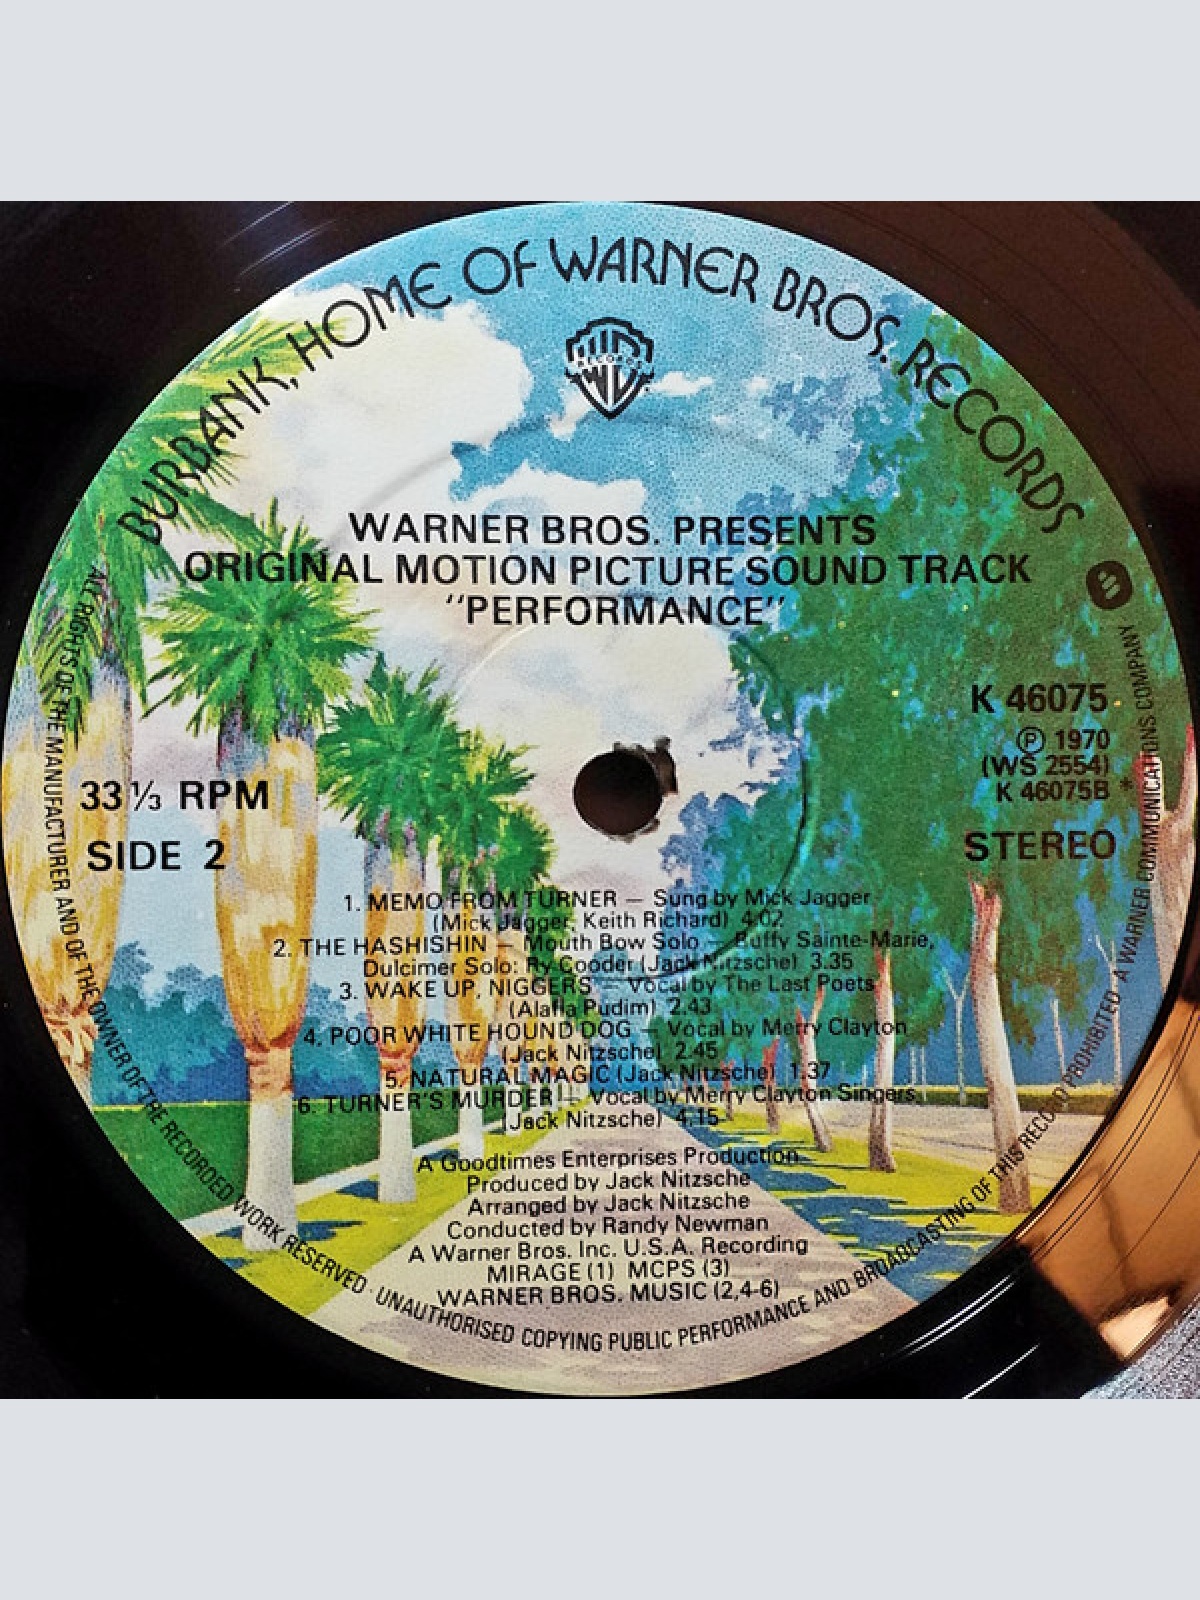 BURBANK, HOME OF WARNER BROS. RECORDS
WB
RECORDS
WARNER BROS. PRESENTS
ORIGINAL MOTION PICTURE SOUND TRACK
"PERFORMANCE"
K 46075
℗ 1970
(WS 2554)
K 46075B *
33⅓ RPM
SIDE 2
STEREO
1. MEMO FROM TURNER – Sung by Mick Jagger
(Mick Jagger; Keith Richard) 4.02
2. THE HASHISHIN – Mouth Bow Solo – Buffy Sainte-Marie,
Dulcimer Solo: Ry Cooder (Jack Nitzsche) 3.35
3. WAKE UP, NIGGERS – Vocal by The Last Poets
(Alafia Pudim) 2.43
4. POOR WHITE HOUND DOG – Vocal by Merry Clayton
(Jack Nitzsche) 2.45
5. NATURAL MAGIC (Jack Nitzsche) 1.37
6. TURNER'S MURDER – Vocal by Merry Clayton Singers
(Jack Nitzsche) 4.15
A Goodtimes Enterprises Production
Produced by Jack Nitzsche
Arranged by Jack Nitzsche
Conducted by Randy Newman
A Warner Bros. Inc. U.S.A. Recording
MIRAGE (1) MCPS (3)
WARNER BROS. MUSIC (2,4-6)
ALL RIGHTS OF THE MANUFACTURER AND OF THE OWNER OF THE RECORDED WORK RESERVED · UNAUTHORISED COPYING PUBLIC PERFORMANCE AND BROADCASTING OF THIS RECORD PROHIBITED · A WARNER COMMUNICATIONS COMPANY